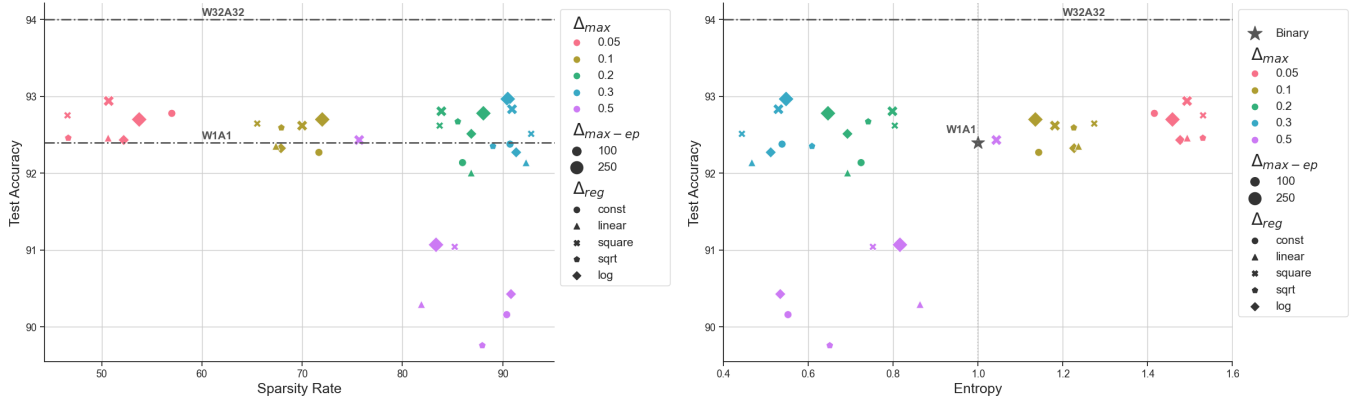 94
93
92
91
90
Test Accuracy
50
60
70
80
90
Sparsity Rate
W32A32
W1A1
Δmax
0.05
0.1
0.2
0.3
0.5
Δmax−ep
100
250
Δreg
const
linear
square
sqrt
log
94
93
92
91
90
Test Accuracy
0.4
0.6
0.8
1.0
1.2
1.4
1.6
Entropy
W32A32
W1A1
Binary
Δmax
0.05
0.1
0.2
0.3
0.5
Δmax−ep
100
250
Δreg
const
linear
square
sqrt
log